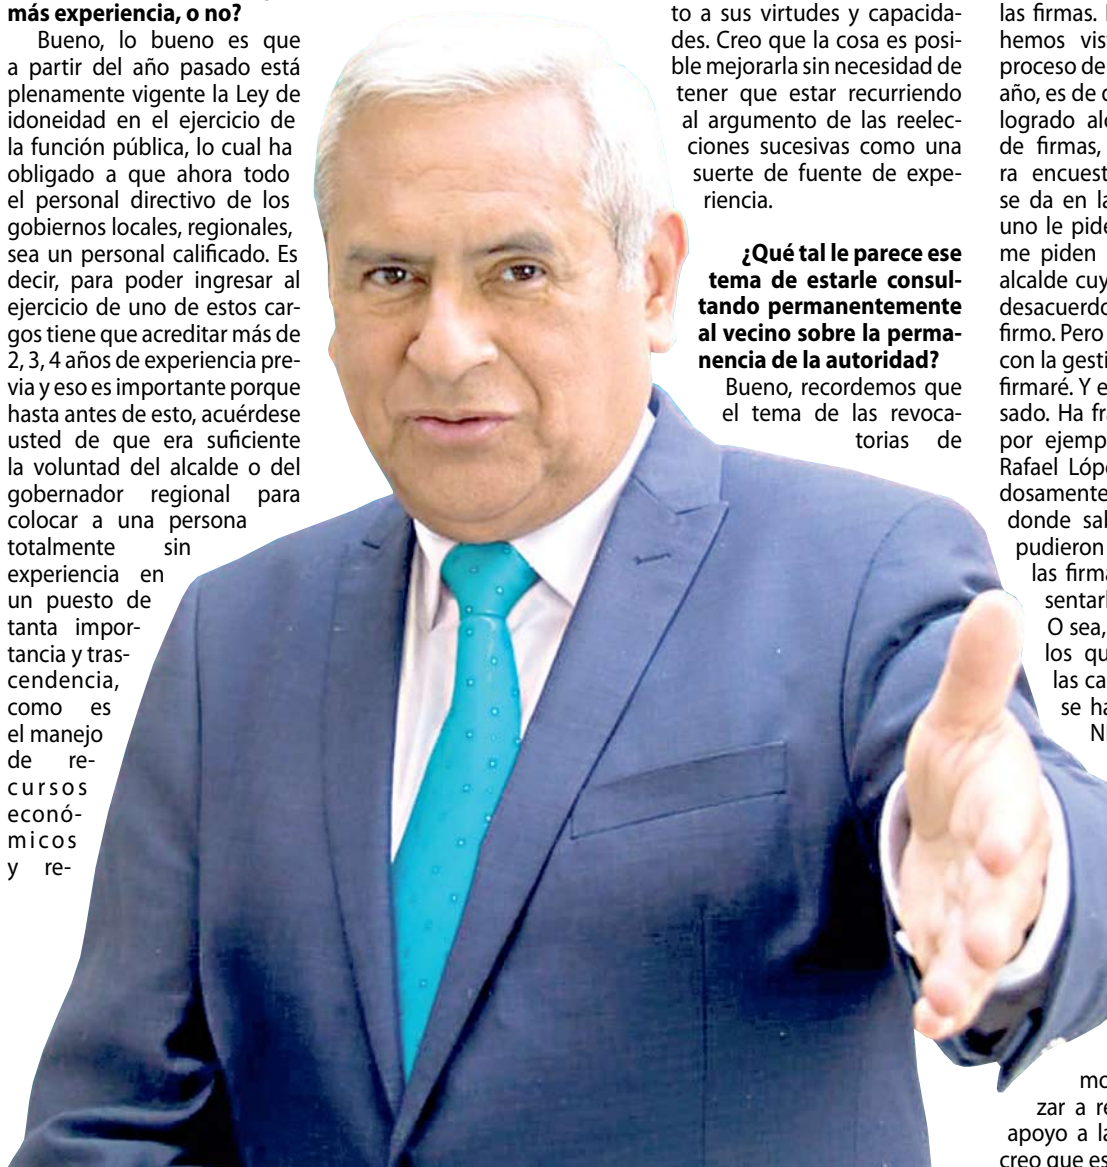 más experiencia, o no?
Bueno, lo bueno es que
a partir del año pasado está
plenamente vigente la Ley de
idoneidad en el ejercicio de
la función pública, lo cual ha
obligado a que ahora todo
el personal directivo de los
gobiernos locales, regionales,
sea un personal calificado. Es
decir, para poder ingresar al
ejercicio de uno de estos car-
gos tiene que acreditar más de
2, 3, 4 años de experiencia pre-
via y eso es importante porque
hasta antes de esto, acuérdese
usted de que era suficiente
la voluntad del alcalde o del
gobernador regional para
colocar a una persona
totalmente sin
experiencia en
un puesto de
tanta impor-
tancia y tras-
cendencia,
como es
el manejo
de re-
cursos
econó-
micos
y re-
to a sus virtudes y capacida-
des. Creo que la cosa es posi-
ble mejorarla sin necesidad de
tener que estar recurriendo
al argumento de las reelec-
ciones sucesivas como una
suerte de fuente de expe-
riencia.
¿Qué tal le parece ese
tema de estarle consul-
tando permanentemente
al vecino sobre la perma-
nencia de la autoridad?
Bueno, recordemos que
el tema de las revoca-
torias de
las firmas.
hemos vis
proceso de
año, es de
logrado al
de firmas,
ra encuest
se da en l
uno le pid
me piden
alcalde cuy
desacuerdo
firmo. Pero
con la gesti
firmaré. Y e
sado. Ha fr
por ejemp
Rafael Lóp
dosamente
donde sal
pudieron
las firma
sentar
O sea,
los qu
las ca
se ha
mo
zar a re
apoyo a la
creo que es